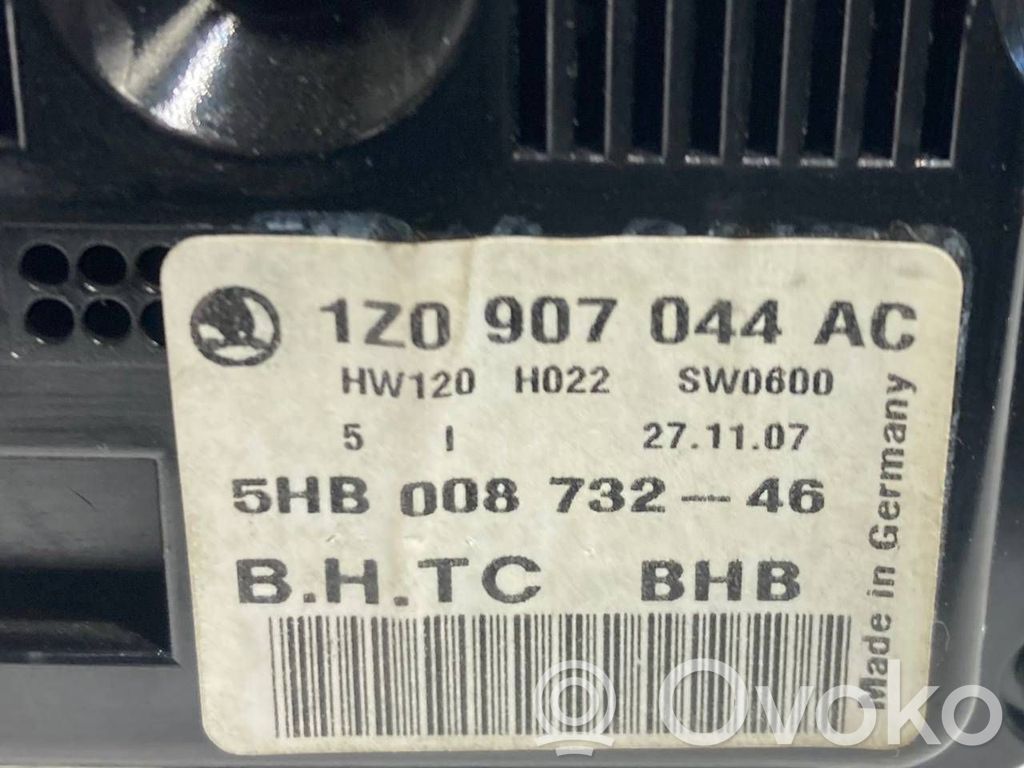 1Z0 907 044 AC
HW120 H022 SW0600
5 I 27.11.07
5HB 008 732-46
B.H.TC BHB
Made in Germany
Ovoko